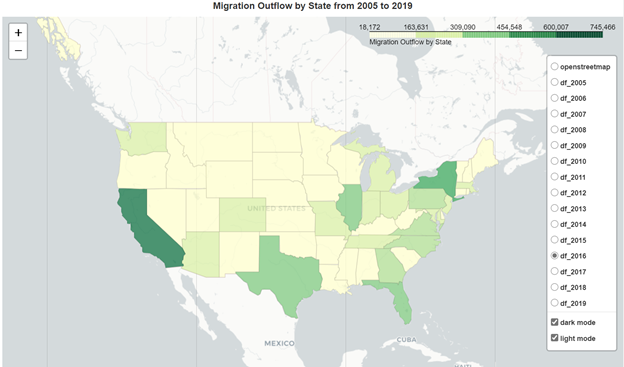 Migration Outflow by State from 2005 to 2019
+
−
18,172 163,631 309,090 454,548 600,007 745,466
Migration Outflow by State
openstreetmap
df_2005
df_2006
df_2007
df_2008
df_2009
df_2010
df_2011
df_2012
df_2013
df_2014
df_2015
df_2016
df_2017
df_2018
df_2019
dark mode
light mode
UNITED STATES
MEXICO
CUBA
HAITI